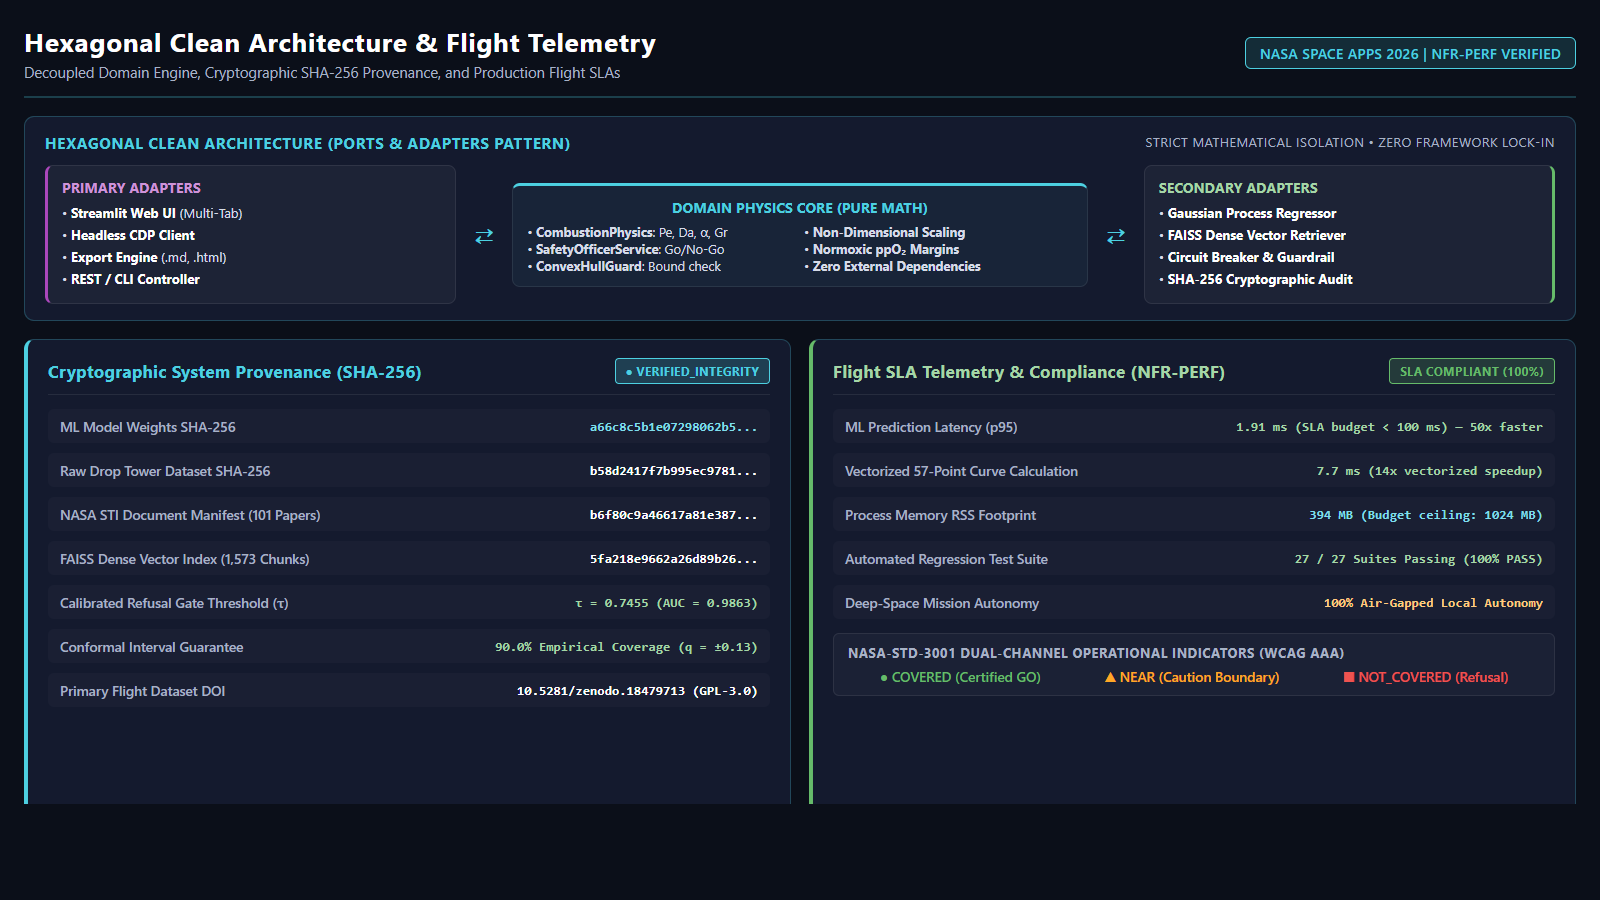 Hexagonal Clean Architecture & Flight Telemetry
Decoupled Domain Engine, Cryptographic SHA-256 Provenance, and Production Flight SLAs
NASA SPACE APPS 2026 | NFR-PERF VERIFIED
HEXAGONAL CLEAN ARCHITECTURE (PORTS & ADAPTERS PATTERN)
STRICT MATHEMATICAL ISOLATION • ZERO FRAMEWORK LOCK-IN
PRIMARY ADAPTERS
• Streamlit Web UI (Multi-Tab)
• Headless CDP Client
• Export Engine (.md, .html)
• REST / CLI Controller
⇄
DOMAIN PHYSICS CORE (PURE MATH)
• CombustionPhysics: Pe, Da, α, Gr
• SafetyOfficerService: Go/No-Go
• ConvexHullGuard: Bound check
• Non-Dimensional Scaling
• Normoxic ppO₂ Margins
• Zero External Dependencies
⇄
SECONDARY ADAPTERS
• Gaussian Process Regressor
• FAISS Dense Vector Retriever
• Circuit Breaker & Guardrail
• SHA-256 Cryptographic Audit
Cryptographic System Provenance (SHA-256)
● VERIFIED_INTEGRITY
ML Model Weights SHA-256 a66c8c5b1e07298062b5...
Raw Drop Tower Dataset SHA-256 b58d2417f7b995ec9781...
NASA STI Document Manifest (101 Papers) b6f80c9a46617a81e387...
FAISS Dense Vector Index (1,573 Chunks) 5fa218e9662a26d89b26...
Calibrated Refusal Gate Threshold (τ) τ = 0.7455 (AUC = 0.9863)
Conformal Interval Guarantee 90.0% Empirical Coverage (q = ±0.13)
Primary Flight Dataset DOI 10.5281/zenodo.18479713 (GPL-3.0)
Flight SLA Telemetry & Compliance (NFR-PERF)
SLA COMPLIANT (100%)
ML Prediction Latency (p95) 1.91 ms (SLA budget < 100 ms) — 50x faster
Vectorized 57-Point Curve Calculation 7.7 ms (14x vectorized speedup)
Process Memory RSS Footprint 394 MB (Budget ceiling: 1024 MB)
Automated Regression Test Suite 27 / 27 Suites Passing (100% PASS)
Deep-Space Mission Autonomy 100% Air-Gapped Local Autonomy
NASA-STD-3001 DUAL-CHANNEL OPERATIONAL INDICATORS (WCAG AAA)
● COVERED (Certified GO) ▲ NEAR (Caution Boundary) ■ NOT_COVERED (Refusal)